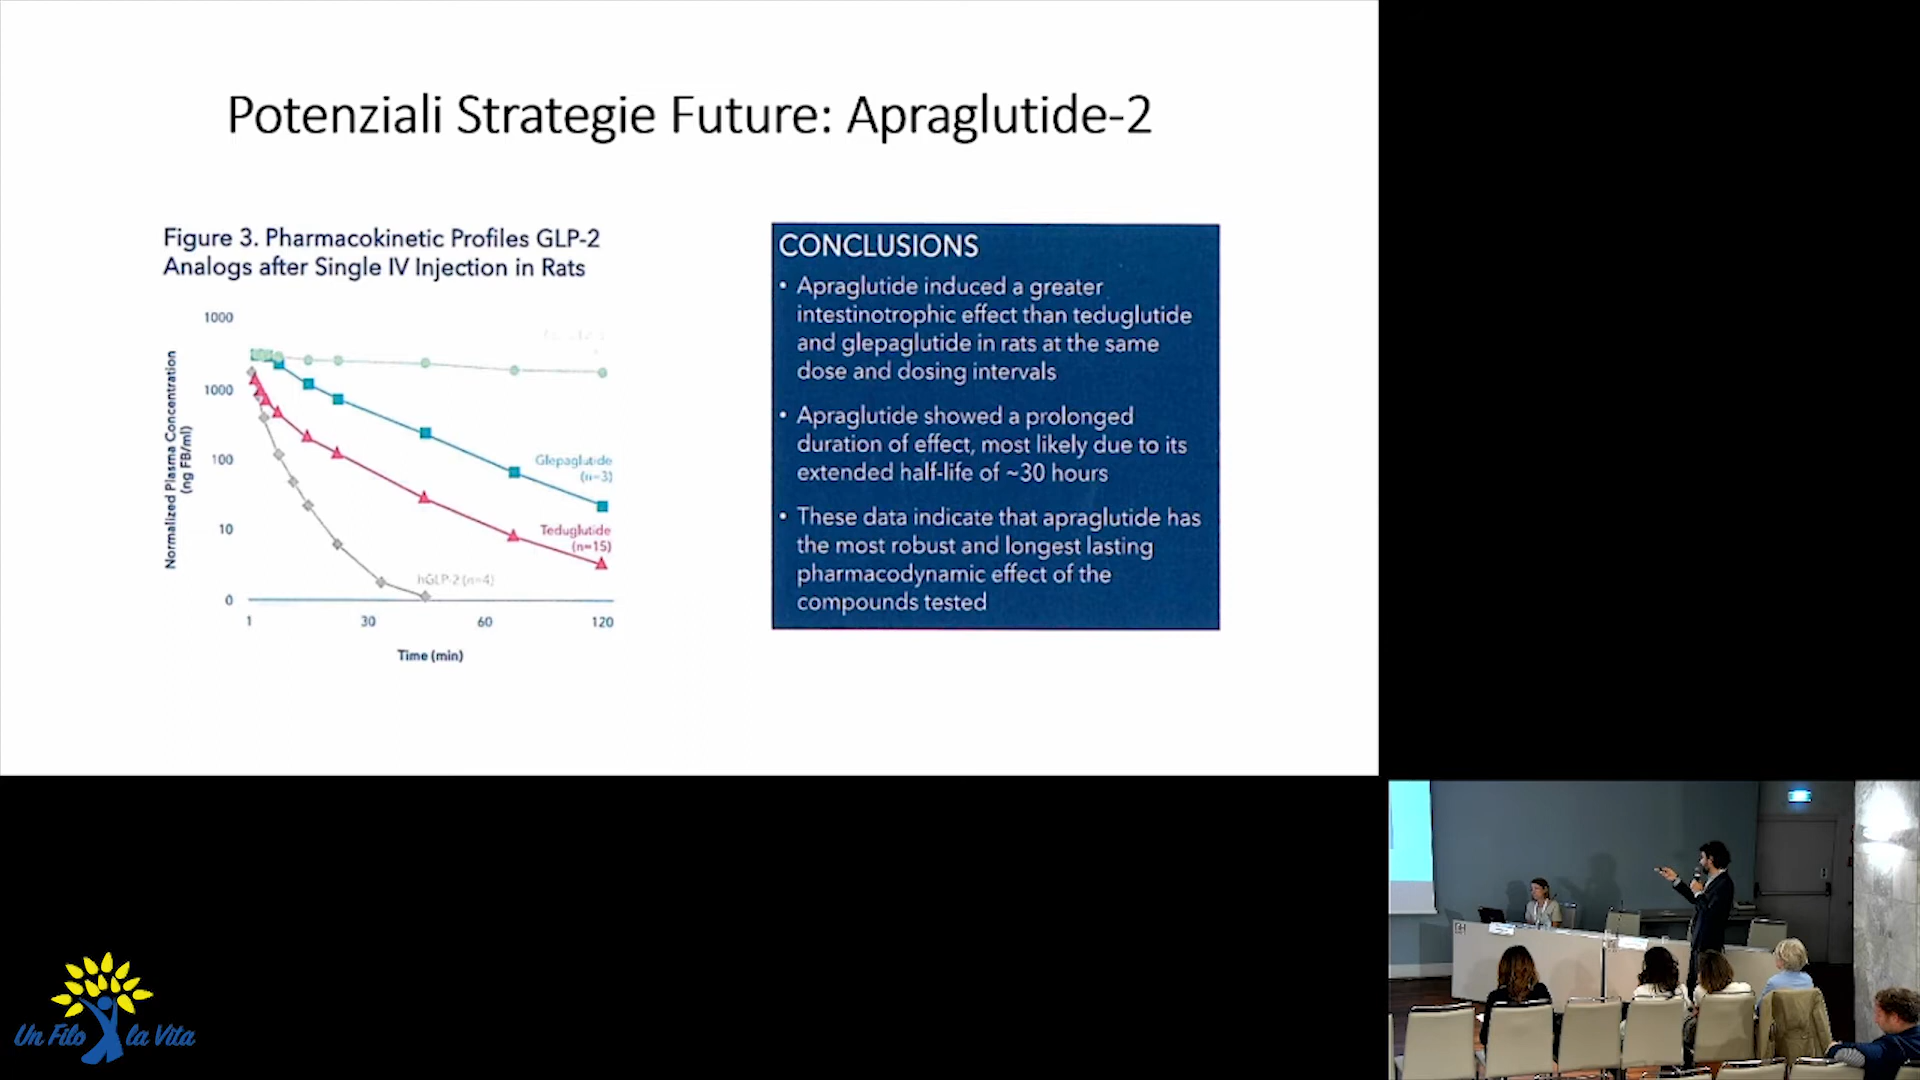 Potenziali Strategie Future: Apraglutide-2
Figure 3. Pharmacokinetic Profiles GLP-2
Analogs after Single IV Injection in Rats
Normalized Plasma Concentration
(ng FB/ml)
1000
1000
100
10
0
Glepaglutide
(n=3)
Teduglutide
(n=15)
hGLP-2 (n=4)
1
30
60
120
Time (min)
CONCLUSIONS
• Apraglutide induced a greater
intestinotrophic effect than teduglutide
and glepaglutide in rats at the same
dose and dosing intervals
• Apraglutide showed a prolonged
duration of effect, most likely due to its
extended half-life of ~30 hours
• These data indicate that apraglutide has
the most robust and longest lasting
pharmacodynamic effect of the
compounds tested
Un Filo la Vita